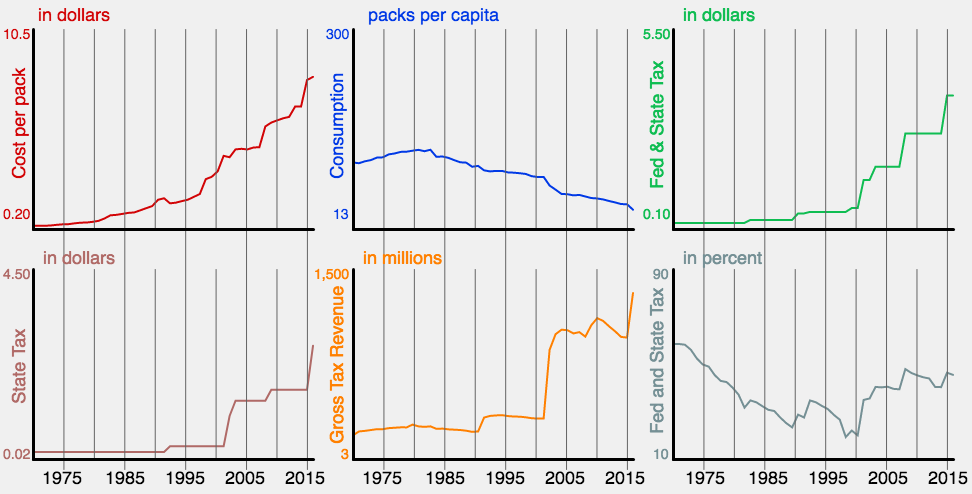 in dollars
10.5
Cost per pack
0.20
packs per capita
300
Consumption
13
in dollars
5.50
Fed & State Tax
0.10
in dollars
4.50
State Tax
0.02
1975 1985 1995 2005 2015
in millions
1,500
Gross Tax Revenue
3
1975 1985 1995 2005 2015
in percent
90
Fed and State Tax
10
1975 1985 1995 2005 2015